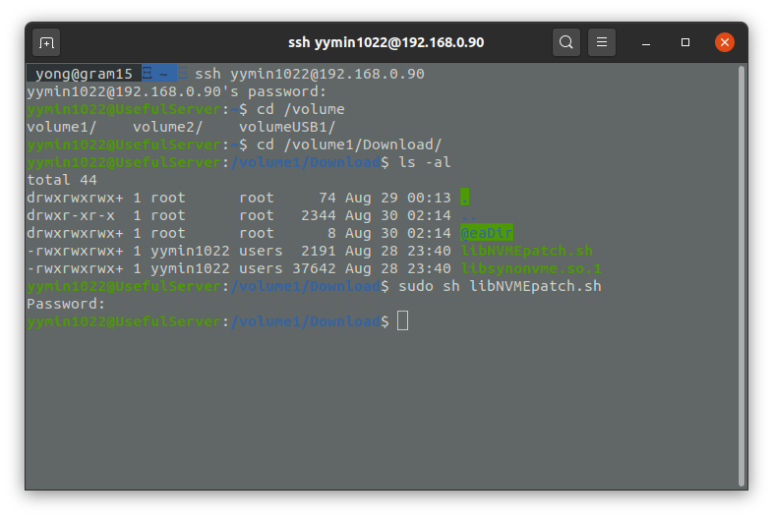 ssh yymin1022@192.168.0.90
yong@gram15 ~ ssh yymin1022@192.168.0.90
yymin1022@192.168.0.90's password:
yymin1022@UsefulServer:~$ cd /volume
volume1/ volume2/ volumeUSB1/
yymin1022@UsefulServer:~$ cd /volume1/Download/
yymin1022@UsefulServer:/volume1/Download$ ls -al
total 44
drwxrwxrwx+ 1 root root 74 Aug 29 00:13 .
drwxr-xr-x 1 root root 2344 Aug 30 02:14 ..
drwxrwxrwx+ 1 root root 8 Aug 30 02:14 @eaDir
-rwxrwxrwx+ 1 yymin1022 users 2191 Aug 28 23:40 libNVMEpatch.sh
-rwxrwxrwx+ 1 yymin1022 users 37642 Aug 28 23:40 libsynonvme.so.1
yymin1022@UsefulServer:/volume1/Download$ sudo sh libNVMEpatch.sh
Password:
yymin1022@UsefulServer:/volume1/Download$